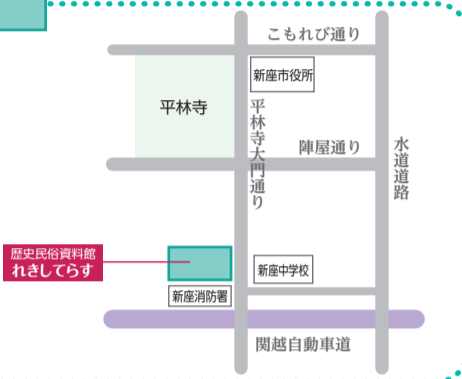 こもれび通り
新座市役所
平林寺
平林寺大門通り
陣屋通り
水道道路
歴史民俗資料館
れきしてらす
新座中学校
新座消防署
関越自動車道